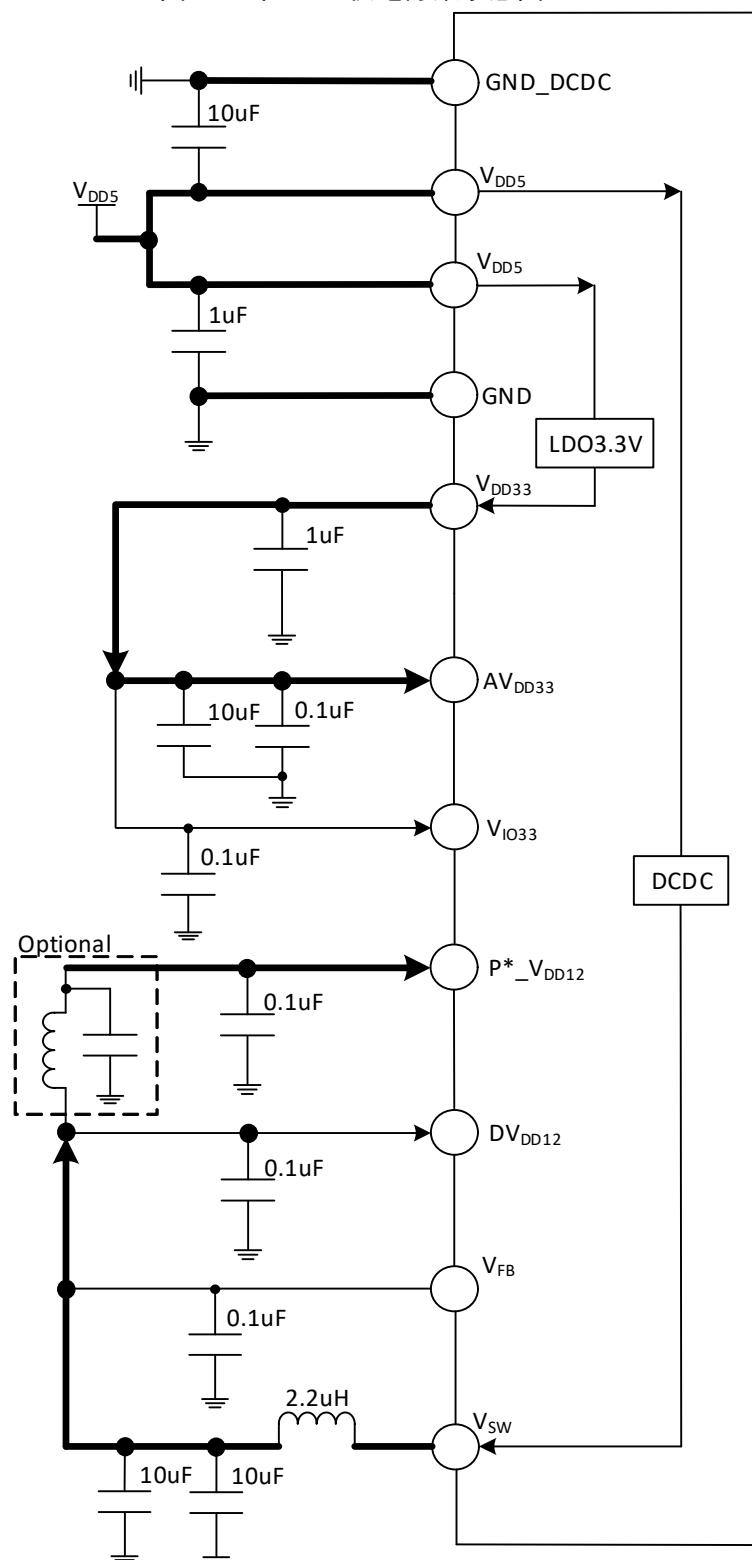 GND_DCDC
10uF
VDD5
VDD5
VDD5
1uF
GND
LDO3.3V
VDD33
1uF
AVDD33
10uF
0.1uF
VIO33
0.1uF
DCDC
Optional
P*_VDD12
0.1uF
DVDD12
0.1uF
VFB
0.1uF
2.2uH
VSW
10uF
10uF